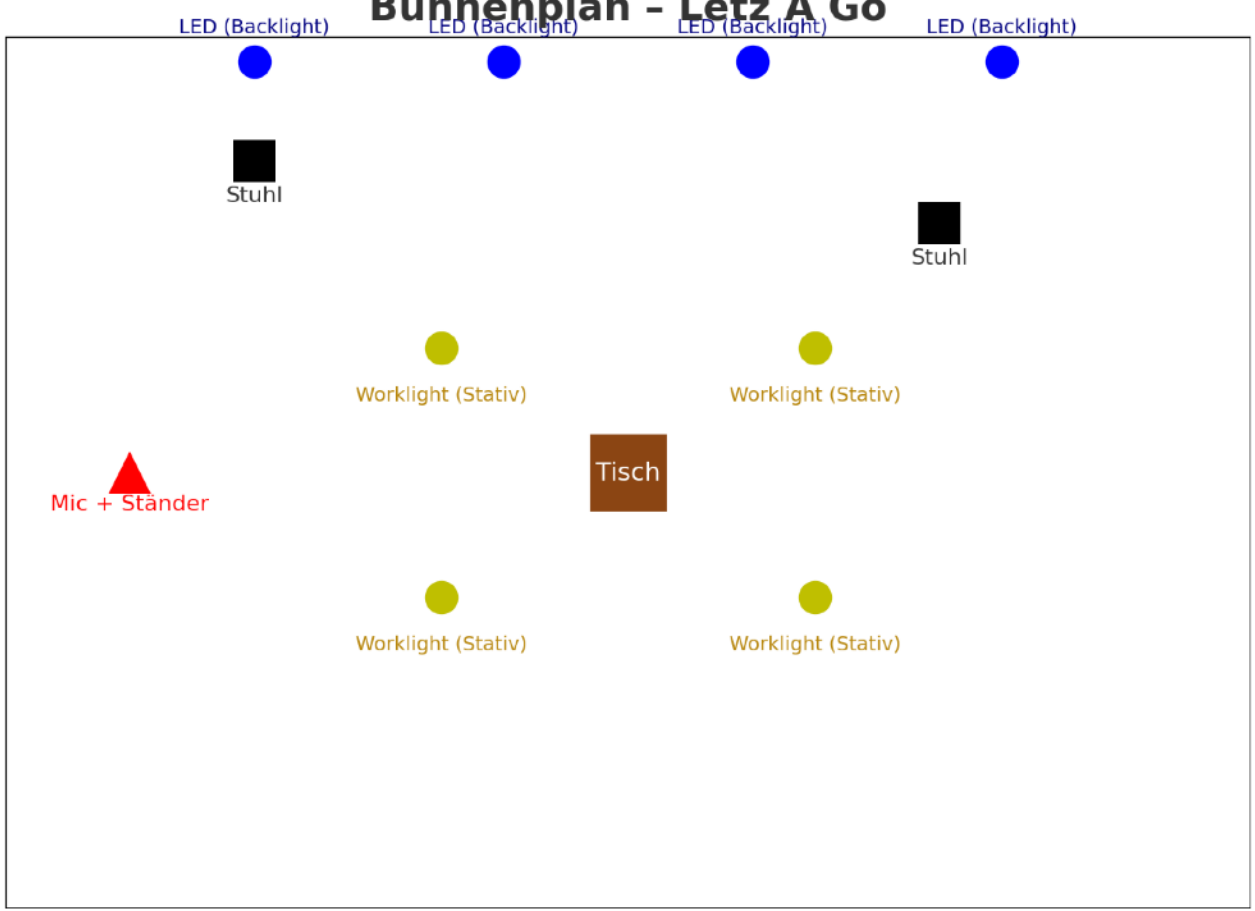 Bühnenplan – Letz A Go
LED (Backlight) LED (Backlight) LED (Backlight) LED (Backlight)
Stuhl
Stuhl
Worklight (Stativ) Worklight (Stativ)
Tisch
Mic + Ständer
Worklight (Stativ) Worklight (Stativ)